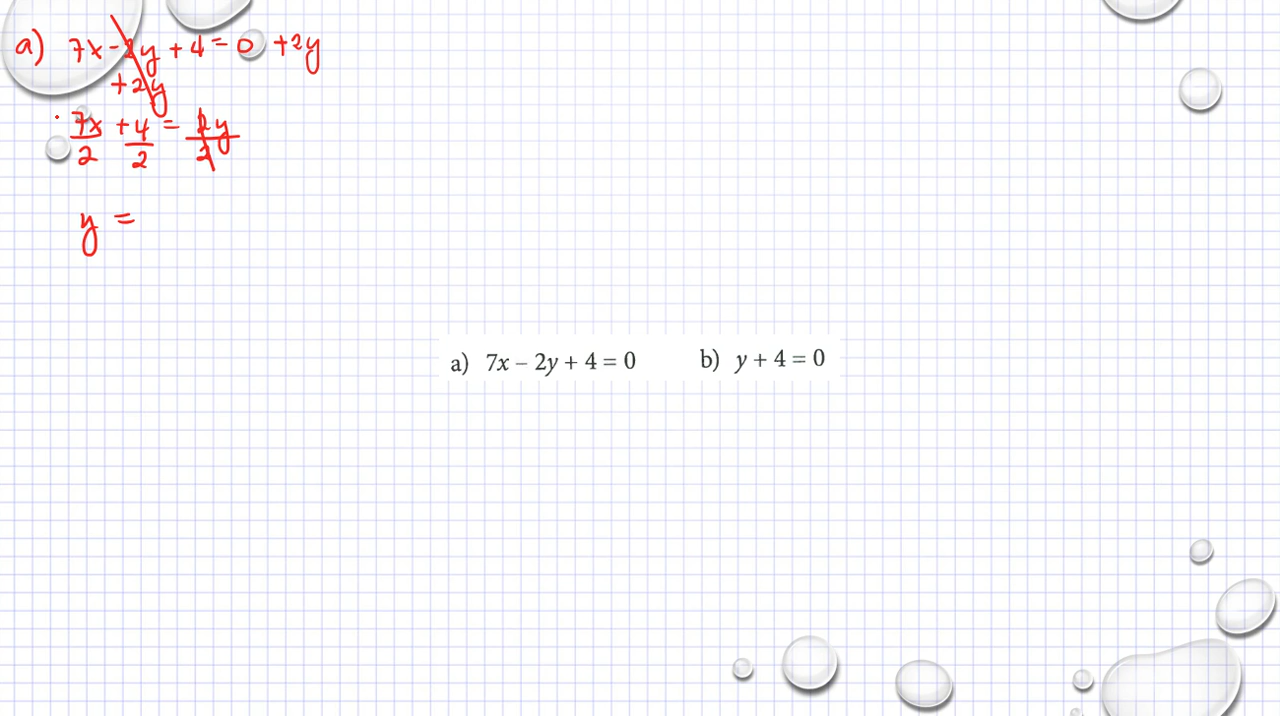 a) 7x - 2y + 4 = 0 + 2y
+ 2y
7x/2 + 4/2 = 2y/2
y =
a) 7x – 2y + 4 = 0 b) y + 4 = 0